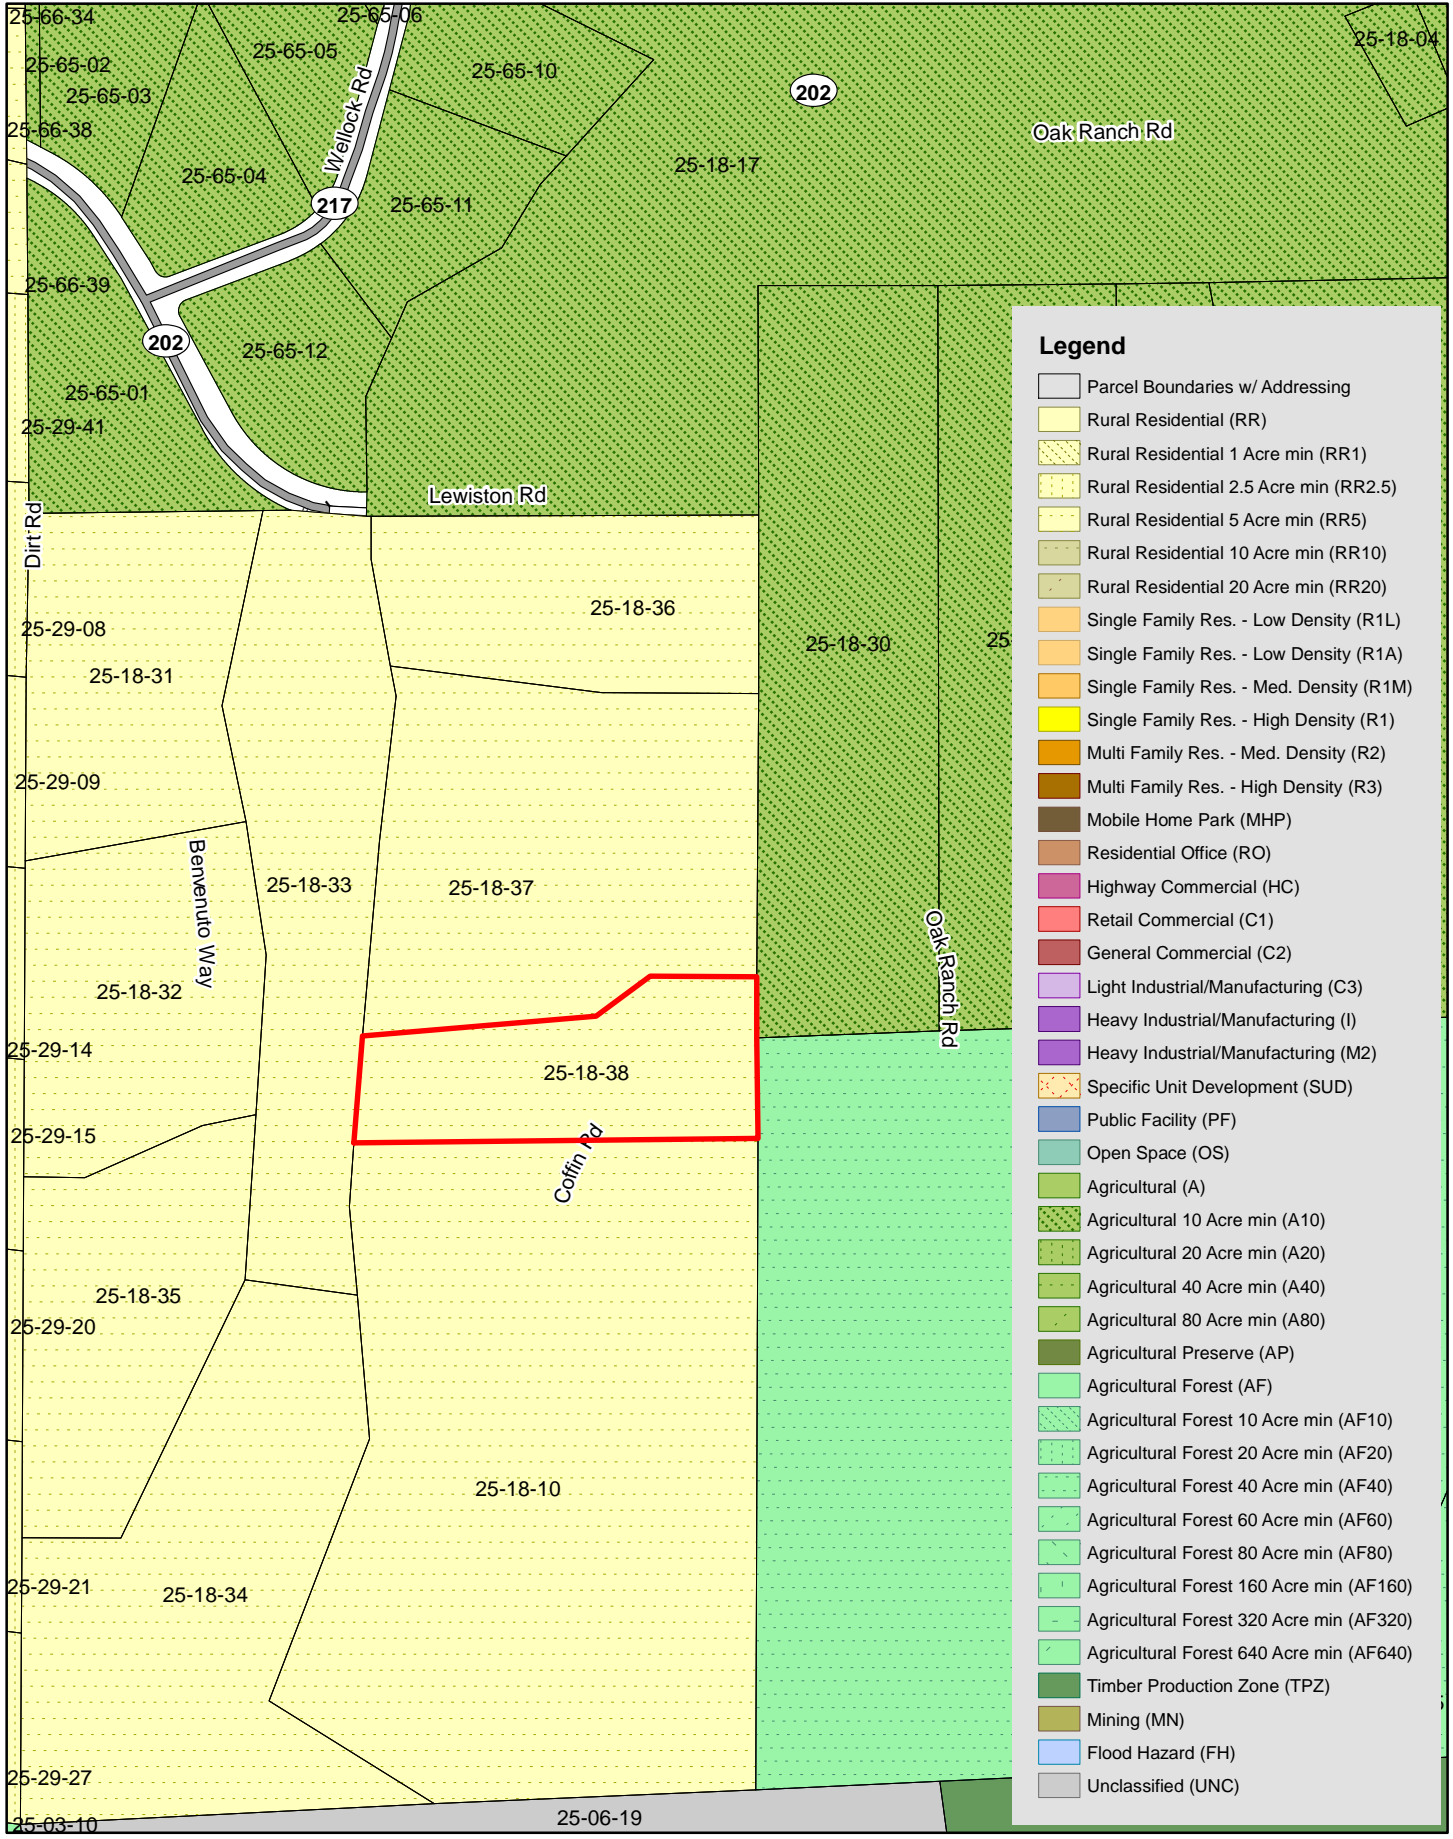 25-66-34
25-65-06
25-18-04
25-65-05
25-65-02
25-65-10
25-65-03
202
25-66-38
Oak Ranch Rd
Wellock Rd
25-65-04
25-18-17
217
25-65-11
25-66-39
202
25-65-12
25-65-01
25-29-41
Lewiston Rd
Dirt Rd
25-18-36
25-29-08
25-18-30
25-
25-18-31
25-29-09
Benvenuto Way
25-18-33
25-18-37
Oak Ranch Rd
25-18-32
25-29-14
25-18-38
25-29-15
Coffin Rd
25-18-35
25-29-20
25-18-10
25-29-21
25-18-34
25-29-27
25-06-19
25-03-10
Legend
Parcel Boundaries w/ Addressing
Rural Residential (RR)
Rural Residential 1 Acre min (RR1)
Rural Residential 2.5 Acre min (RR2.5)
Rural Residential 5 Acre min (RR5)
Rural Residential 10 Acre min (RR10)
Rural Residential 20 Acre min (RR20)
Single Family Res. - Low Density (R1L)
Single Family Res. - Low Density (R1A)
Single Family Res. - Med. Density (R1M)
Single Family Res. - High Density (R1)
Multi Family Res. - Med. Density (R2)
Multi Family Res. - High Density (R3)
Mobile Home Park (MHP)
Residential Office (RO)
Highway Commercial (HC)
Retail Commercial (C1)
General Commercial (C2)
Light Industrial/Manufacturing (C3)
Heavy Industrial/Manufacturing (I)
Heavy Industrial/Manufacturing (M2)
Specific Unit Development (SUD)
Public Facility (PF)
Open Space (OS)
Agricultural (A)
Agricultural 10 Acre min (A10)
Agricultural 20 Acre min (A20)
Agricultural 40 Acre min (A40)
Agricultural 80 Acre min (A80)
Agricultural Preserve (AP)
Agricultural Forest (AF)
Agricultural Forest 10 Acre min (AF10)
Agricultural Forest 20 Acre min (AF20)
Agricultural Forest 40 Acre min (AF40)
Agricultural Forest 60 Acre min (AF60)
Agricultural Forest 80 Acre min (AF80)
Agricultural Forest 160 Acre min (AF160)
Agricultural Forest 320 Acre min (AF320)
Agricultural Forest 640 Acre min (AF640)
Timber Production Zone (TPZ)
Mining (MN)
Flood Hazard (FH)
Unclassified (UNC)